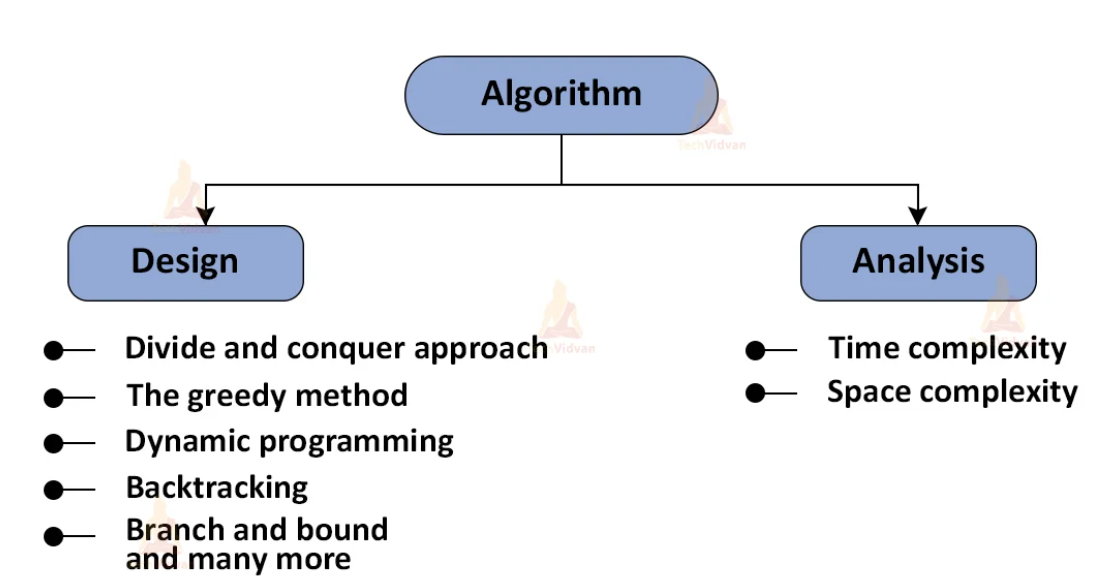 Algorithm
TechVidvan
TechVidvan
Design
Analysis
Divide and conquer approach
Vidvan
Time complexity
The greedy method
Space complexity
Dynamic programming
Backtracking
Branch and bound
and many more